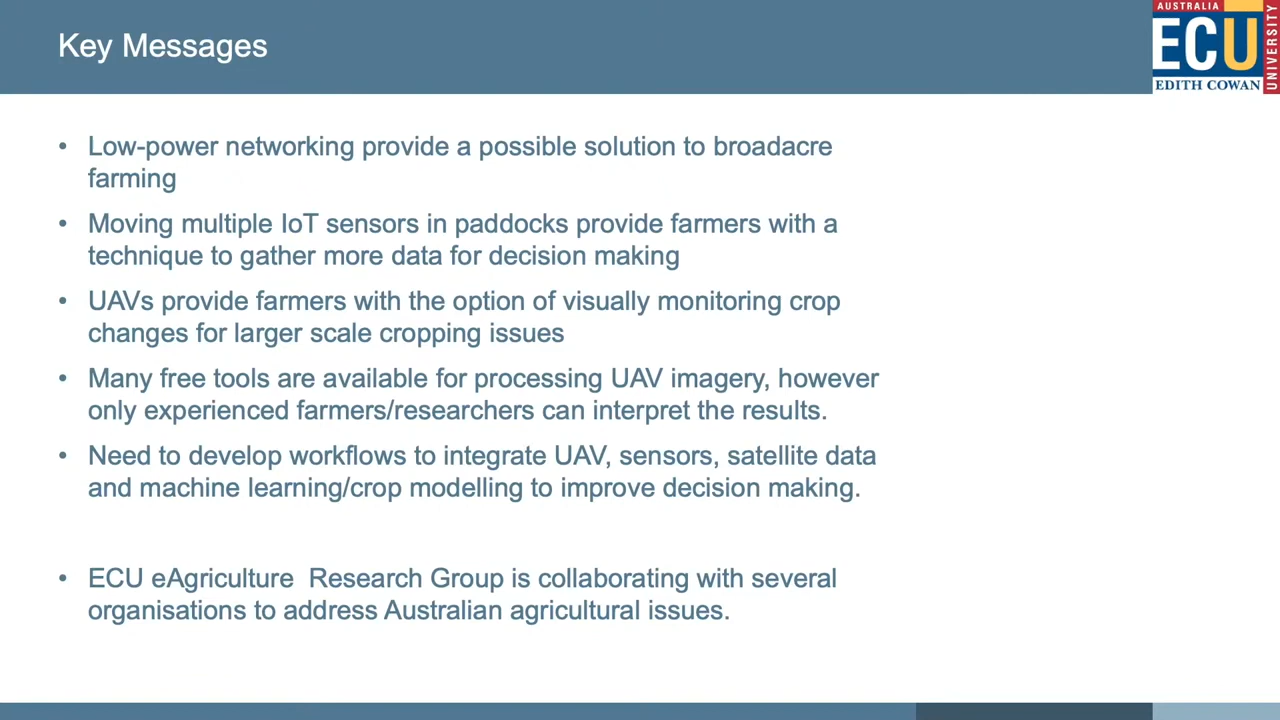 Key Messages
AUSTRALIA
ECU
EDITH COWAN
UNIVERSITY
• Low-power networking provide a possible solution to broadacre
farming
• Moving multiple IoT sensors in paddocks provide farmers with a
technique to gather more data for decision making
• UAVs provide farmers with the option of visually monitoring crop
changes for larger scale cropping issues
• Many free tools are available for processing UAV imagery, however
only experienced farmers/researchers can interpret the results.
• Need to develop workflows to integrate UAV, sensors, satellite data
and machine learning/crop modelling to improve decision making.
• ECU eAgriculture  Research Group is collaborating with several
organisations to address Australian agricultural issues.